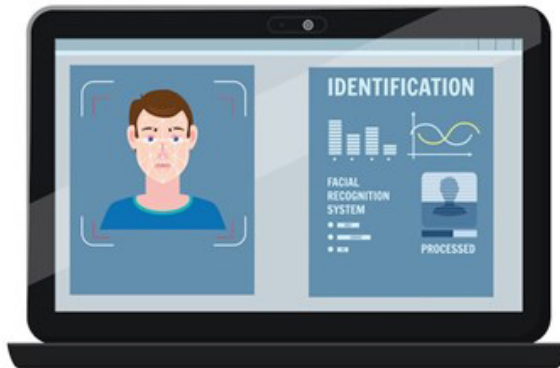 IDENTIFICATION
FACIAL
RECOGNITION
SYSTEM
PROCESSED